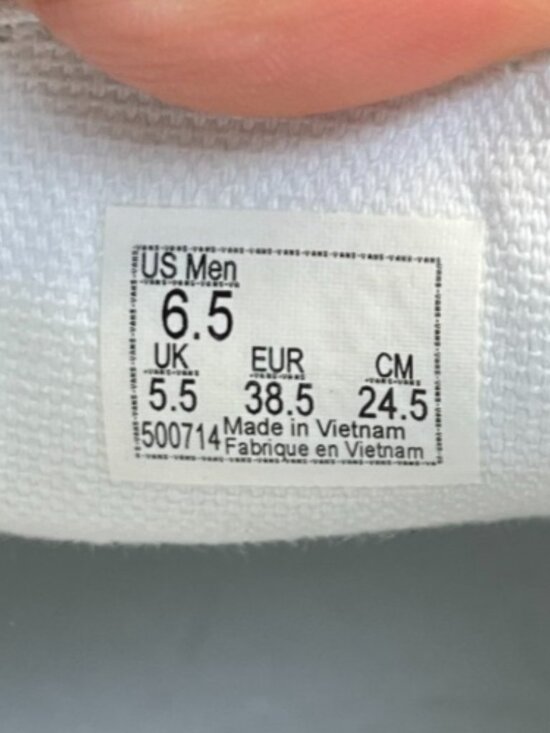 US Men
6.5
UK EUR CM
5.5 38.5 24.5
500714 Made in Vietnam
Fabrique en Vietnam